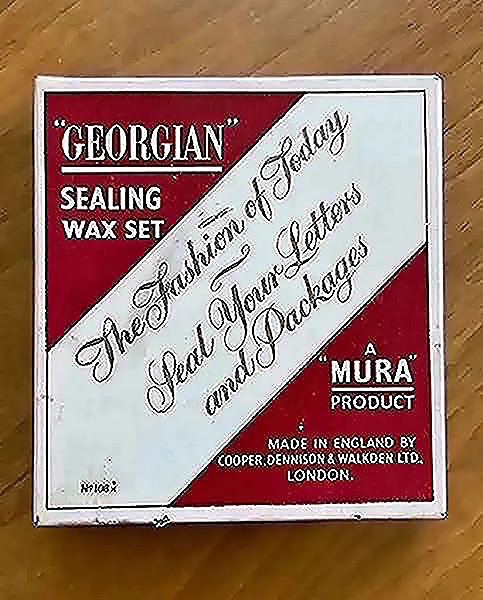 "GEORGIAN"
SEALING
WAX SET
The Fashion of Today
Seal Your Letters
and Packages
A
"MURA"
PRODUCT
MADE IN ENGLAND BY
COOPER, DENNISON & WALKDEN LTD.
LONDON.